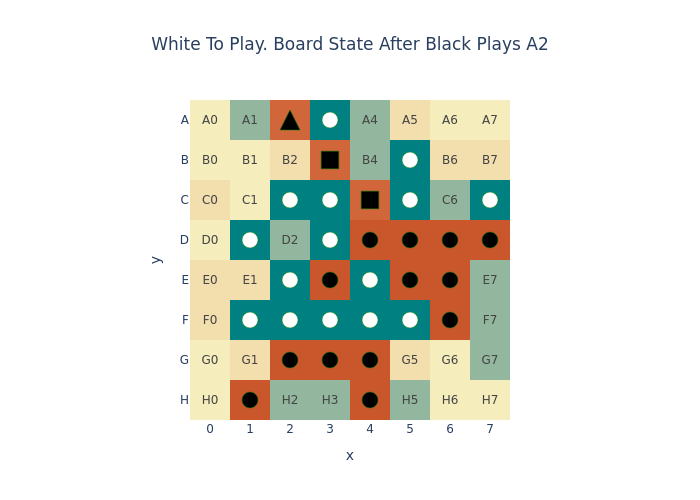 White To Play. Board State After Black Plays A2
A A0 A1 A4 A5 A6 A7
B B0 B1 B2 B4 B6 B7
C C0 C1 C6
D D0 D2
y
E E0 E1 E7
F F0 F7
G G0 G1 G5 G6 G7
H H0 H2 H3 H5 H6 H7
0 1 2 3 4 5 6 7
x